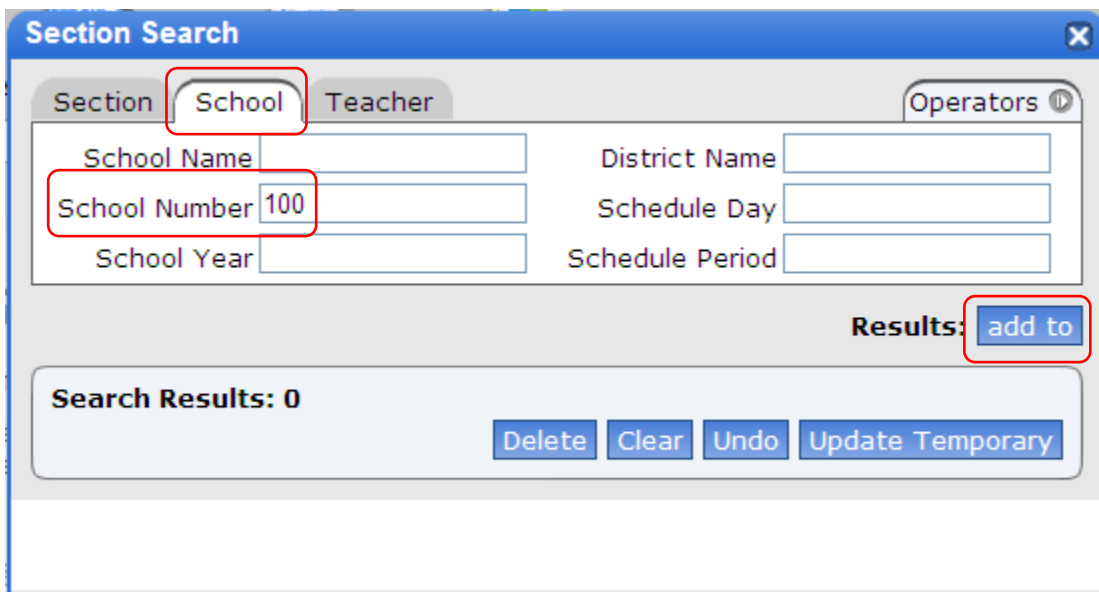 Section Search
Section School Teacher Operators
School Name District Name
School Number 100 Schedule Day
School Year Schedule Period
Results: add to
Search Results: 0
Delete Clear Undo Update Temporary